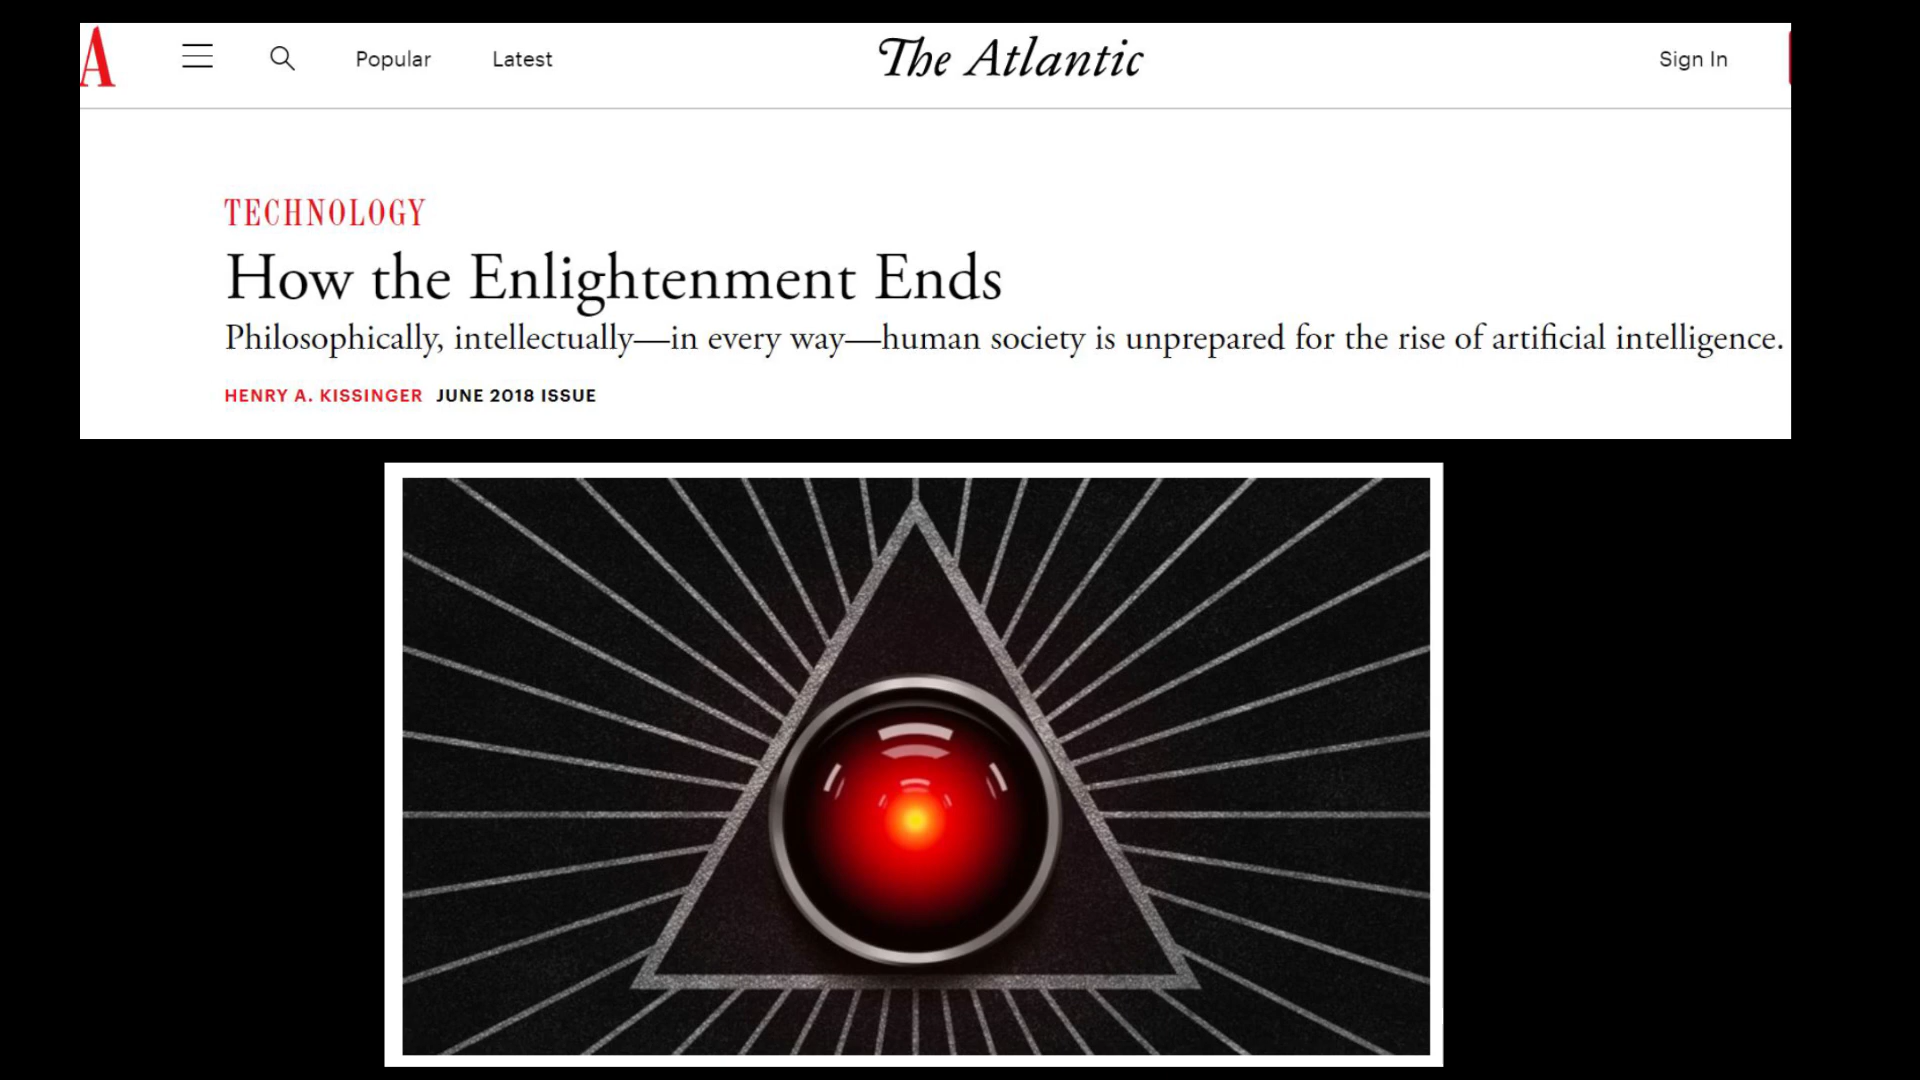 A
Popular
Latest
The Atlantic
Sign In
TECHNOLOGY
How the Enlightenment Ends
Philosophically, intellectually—in every way—human society is unprepared for the rise of artificial intelligence.
HENRY A. KISSINGER JUNE 2018 ISSUE